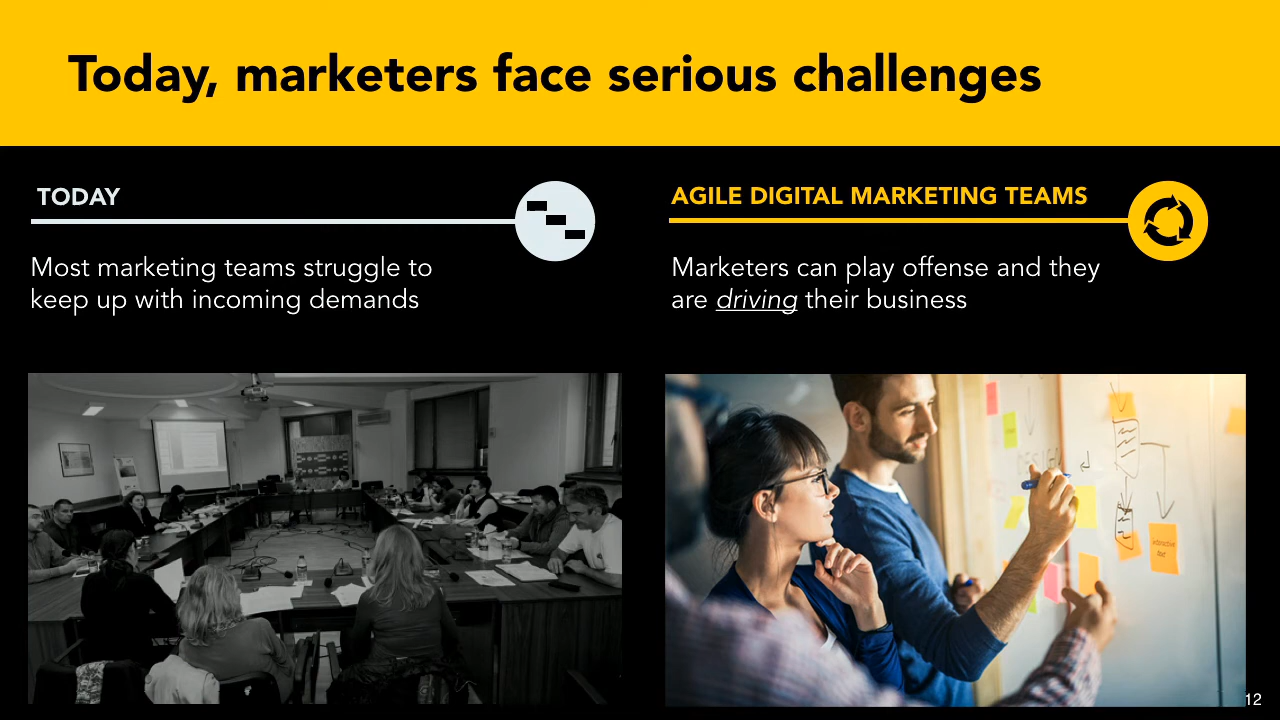 Today, marketers face serious challenges
TODAY
Most marketing teams struggle to
keep up with incoming demands
AGILE DIGITAL MARKETING TEAMS
Marketers can play offense and they
are driving their business
12